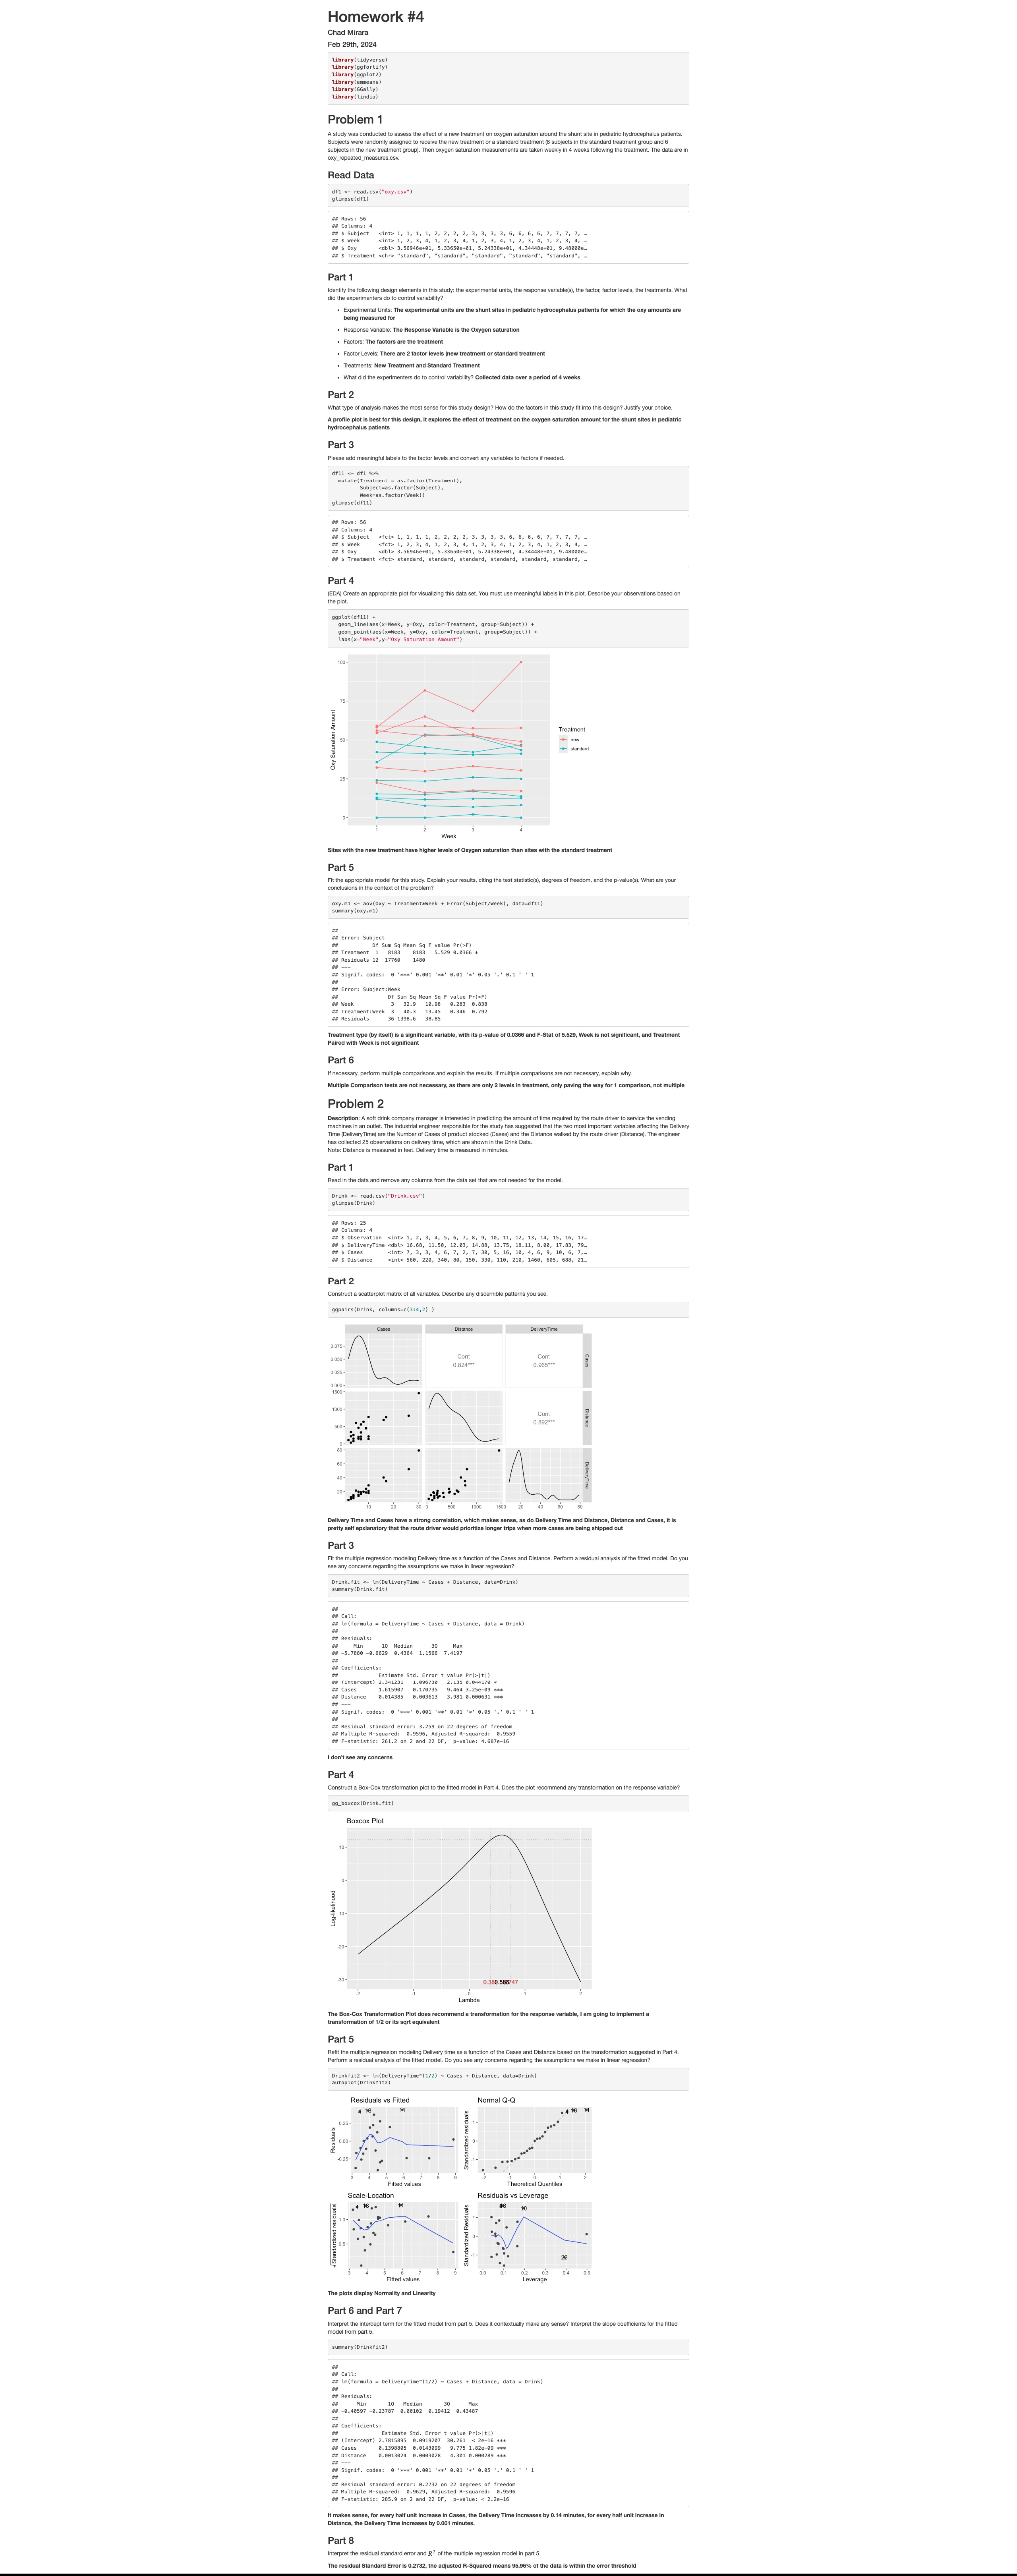 Homework #4
Chad Mirara
Feb 29th, 2024
library(tidyverse)
library(ggfortify)
library(ggplot2)
library(emmeans)
library(GGally)
library(lindia)
Problem 1
A study was conducted to assess the effect of a new treatment on oxygen saturation around the shunt site in pediatric hydrocephalus patients.
Subjects were randomly assigned to receive the new treatment or a standard treatment (8 subjects in the standard treatment group and 6
subjects in the new treatment group). Then oxygen saturation measurements are taken weekly in 4 weeks following the treatment. The data are in
oxy_repeated_measures.csv.
Read Data
df1 <- read.csv("oxy.csv")
glimpse(df1)
## Rows: 56
## Columns: 4
## $ Subject   <int> 1, 1, 1, 1, 2, 2, 2, 2, 3, 3, 3, 3, 6, 6, 6, 6, 7, 7, 7, 7, …
## $ Week      <int> 1, 2, 3, 4, 1, 2, 3, 4, 1, 2, 3, 4, 1, 2, 3, 4, 1, 2, 3, 4, …
## $ Oxy       <dbl> 3.56946e+01, 5.33650e+01, 5.24338e+01, 4.34448e+01, 9.48000e…
## $ Treatment <chr> "standard", "standard", "standard", "standard", "standard", …
Part 1
Identify the following design elements in this study: the experimental units, the response variable(s), the factor, factor levels, the treatments. What
did the experimenters do to control variability?
• Experimental Units: The experimental units are the shunt sites in pediatric hydrocephalus patients for which the oxy amounts are
being measured for
• Response Variable: The Response Variable is the Oxygen saturation
• Factors: The factors are the treatment
• Factor Levels: There are 2 factor levels (new treatment or standard treatment
• Treatments: New Treatment and Standard Treatment
• What did the experimenters do to control variability? Collected data over a period of 4 weeks
Part 2
What type of analysis makes the most sense for this study design? How do the factors in this study fit into this design? Justify your choice.
A profile plot is best for this design, it explores the effect of treatment on the oxygen saturation amount for the shunt sites in pediatric
hydrocephalus patients
Part 3
Please add meaningful labels to the factor levels and convert any variables to factors if needed.
df11 <- df1 %>%
mutate(Treatment = as.factor(Treatment),
Subject=as.factor(Subject),
Week=as.factor(Week))
glimpse(df11)
## Rows: 56
## Columns: 4
## $ Subject   <fct> 1, 1, 1, 1, 2, 2, 2, 2, 3, 3, 3, 3, 6, 6, 6, 6, 7, 7, 7, 7, …
## $ Week      <fct> 1, 2, 3, 4, 1, 2, 3, 4, 1, 2, 3, 4, 1, 2, 3, 4, 1, 2, 3, 4, …
## $ Oxy       <dbl> 3.56946e+01, 5.33650e+01, 5.24338e+01, 4.34448e+01, 9.48000e…
## $ Treatment <fct> standard, standard, standard, standard, standard, standard, …
Part 4
(EDA) Create an appropriate plot for visualizing this data set. You must use meaningful labels in this plot. Describe your observations based on
the plot.
ggplot(df11) +
geom_line(aes(x=Week, y=Oxy, color=Treatment, group=Subject)) +
geom_point(aes(x=Week, y=Oxy, color=Treatment, group=Subject)) +
labs(x="Week",y="Oxy Saturation Amount")
100
75
50
25
0
Oxy Saturation Amount
1 2 3 4
Week
Treatment
new
standard
Sites with the new treatment have higher levels of Oxygen saturation than sites with the standard treatment
Part 5
Fit the appropriate model for this study. Explain your results, citing the test statistic(s), degrees of freedom, and the p-value(s). What are your
conclusions in the context of the problem?
oxy.m1 <- aov(Oxy ~ Treatment*Week + Error(Subject/Week), data=df11)
summary(oxy.m1)
##
## Error: Subject
##           Df Sum Sq Mean Sq F value Pr(>F)
## Treatment  1   8183    8183   5.529 0.0366 *
## Residuals 12  17760    1480
## ---
## Signif. codes:  0 '***' 0.001 '**' 0.01 '*' 0.05 '.' 0.1 ' ' 1
##
## Error: Subject:Week
##                Df Sum Sq Mean Sq F value Pr(>F)
## Week            3   32.9   10.98   0.283  0.838
## Treatment:Week  3   40.3   13.45   0.346  0.792
## Residuals      36 1398.6   38.85
Treatment type (by itself) is a significant variable, with its p-value of 0.0366 and F-Stat of 5.529, Week is not significant, and Treatment
Paired with Week is not significant
Part 6
If necessary, perform multiple comparisons and explain the results. If multiple comparisons are not necessary, explain why.
Multiple Comparison tests are not necessary, as there are only 2 levels in treatment, only paving the way for 1 comparison, not multiple
Problem 2
Description: A soft drink company manager is interested in predicting the amount of time required by the route driver to service the vending
machines in an outlet. The industrial engineer responsible for the study has suggested that the two most important variables affecting the Delivery
Time (DeliveryTime) are the Number of Cases of product stocked (Cases) and the Distance walked by the route driver (Distance). The engineer
has collected 25 observations on delivery time, which are shown in the Drink Data.
Note: Distance is measured in feet. Delivery time is measured in minutes.
Part 1
Read in the data and remove any columns from the data set that are not needed for the model.
Drink <- read.csv("Drink.csv")
glimpse(Drink)
## Rows: 25
## Columns: 4
## $ Observation  <int> 1, 2, 3, 4, 5, 6, 7, 8, 9, 10, 11, 12, 13, 14, 15, 16, 17…
## $ DeliveryTime <dbl> 16.68, 11.50, 12.03, 14.88, 13.75, 18.11, 8.00, 17.83, 79…
## $ Cases        <int> 7, 3, 3, 4, 6, 7, 2, 7, 30, 5, 16, 10, 4, 6, 9, 10, 6, 7,…
## $ Distance     <int> 560, 220, 340, 80, 150, 330, 110, 210, 1460, 605, 688, 21…
Part 2
Construct a scatterplot matrix of all variables. Describe any discernible patterns you see.
ggpairs(Drink, columns=c(3:4,2) )
Cases Distance DeliveryTime
0.075
0.050
0.025
0.000
Corr:
0.824***
Corr:
0.965***
Cases
1500
1000
500
0
Corr:
0.892***
Distance
80
60
40
20
DeliveryTime
10 20 30 0 500 1000 1500 20 40 60 80
Delivery Time and Cases have a strong correlation, which makes sense, as do Delivery Time and Distance, Distance and Cases, it is
pretty self epxianatory that the route driver would prioritize longer trips when more cases are being shipped out
Part 3
Fit the multiple regression modeling Delivery time as a function of the Cases and Distance. Perform a residual analysis of the fitted model. Do you
see any concerns regarding the assumptions we make in linear regression?
Drink.fit <- lm(DeliveryTime ~ Cases + Distance, data=Drink)
summary(Drink.fit)
##
## Call:
## lm(formula = DeliveryTime ~ Cases + Distance, data = Drink)
##
## Residuals:
##     Min      1Q  Median      3Q     Max
## -5.7880 -0.6629  0.4364  1.1566  7.4197
##
## Coefficients:
##             Estimate Std. Error t value Pr(>|t|)
## (Intercept) 2.341231   1.096730   2.135 0.044170 *
## Cases       1.615907   0.170735   9.464 3.25e-09 ***
## Distance    0.014385   0.003613   3.981 0.000631 ***
## ---
## Signif. codes:  0 '***' 0.001 '**' 0.01 '*' 0.05 '.' 0.1 ' ' 1
##
## Residual standard error: 3.259 on 22 degrees of freedom
## Multiple R-squared:  0.9596, Adjusted R-squared:  0.9559
## F-statistic: 261.2 on 2 and 22 DF,  p-value: 4.687e-16
I don't see any concerns
Part 4
Construct a Box-Cox transformation plot to the fitted model in Part 4. Does the plot recommend any transformation on the response variable?
gg_boxcox(Drink.fit)
Boxcox Plot
10
0
-10
-20
-30
Log-likelihood
-2 -1 0 1 2
Lambda
The Box-Cox Transformation Plot does recommend a transformation for the response variable, I am going to implement a
transformation of 1/2 or its sqrt equivalent
Part 5
Refit the multiple regression modeling Delivery time as a function of the Cases and Distance based on the transformation suggested in Part 4.
Perform a residual analysis of the fitted model. Do you see any concerns regarding the assumptions we make in linear regression?
Drinkfit2 <- lm(DeliveryTime^(1/2) ~ Cases + Distance, data=Drink)
autoplot(Drinkfit2)
Residuals vs Fitted
0.25
0.00
-0.25
Residuals
3 4 5 6 7 8 9
Fitted values
Normal Q-Q
1
0
-1
Standardized residuals
-2 -1 0 1 2
Theoretical Quantiles
Scale-Location
1.0
0.5
√|Standardized residuals|
3 4 5 6 7 8 9
Fitted values
Residuals vs Leverage
1
0
-1
Standardized Residuals
0.0 0.1 0.2 0.3 0.4 0.5
Leverage
The plots display Normality and Linearity
Part 6 and Part 7
Interpret the intercept term for the fitted model from part 5. Does it contextually make any sense? Interpret the slope coefficients for the fitted
model from part 5.
summary(Drinkfit2)
##
## Call:
## lm(formula = DeliveryTime^(1/2) ~ Cases + Distance, data = Drink)
##
## Residuals:
##      Min       1Q   Median       3Q      Max
## -0.40597 -0.23787  0.00102  0.19412  0.43487
##
## Coefficients:
##              Estimate Std. Error t value Pr(>|t|)
## (Intercept) 2.7815895  0.0919207  30.261  < 2e-16 ***
## Cases       0.1398805  0.0143099   9.775 1.82e-09 ***
## Distance    0.0013024  0.0003028   4.301 0.000289 ***
## ---
## Signif. codes:  0 '***' 0.001 '**' 0.01 '*' 0.05 '.' 0.1 ' ' 1
##
## Residual standard error: 0.2732 on 22 degrees of freedom
## Multiple R-squared:  0.9629, Adjusted R-squared:  0.9596
## F-statistic: 285.9 on 2 and 22 DF,  p-value: < 2.2e-16
It makes sense, for every half unit increase in Cases, the Delivery Time increases by 0.14 minutes, for every half unit increase in
Distance, the Delivery Time increases by 0.001 minutes.
Part 8
Interpret the residual standard error and R² of the multiple regression model in part 5.
The residual Standard Error is 0.2732, the adjusted R-Squared means 95.96% of the data is within the error threshold